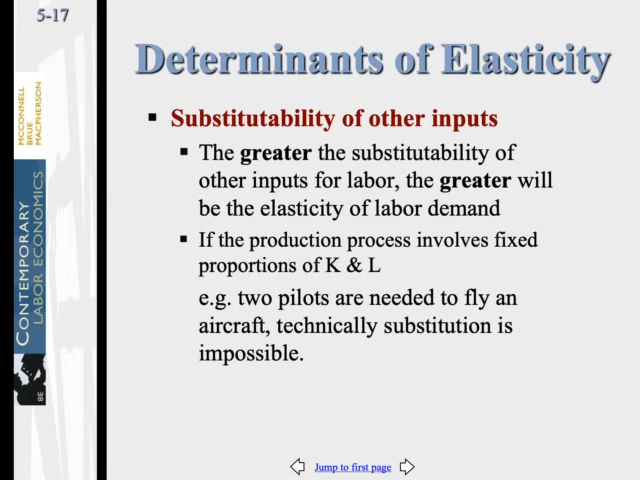 5-17
Determinants of Elasticity
MCCONNELL
BRUE
MACPHERSON
CONTEMPORARY
LABOR ECONOMICS
8E
▪ Substitutability of other inputs
▪ The greater the substitutability of
other inputs for labor, the greater will
be the elasticity of labor demand
▪ If the production process involves fixed
proportions of K & L
e.g. two pilots are needed to fly an
aircraft, technically substitution is
impossible.
Jump to first page